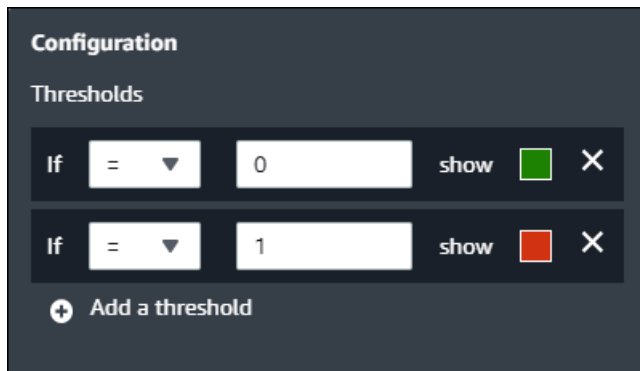 Configuration
Thresholds
If = 0 show
If = 1 show
Add a threshold